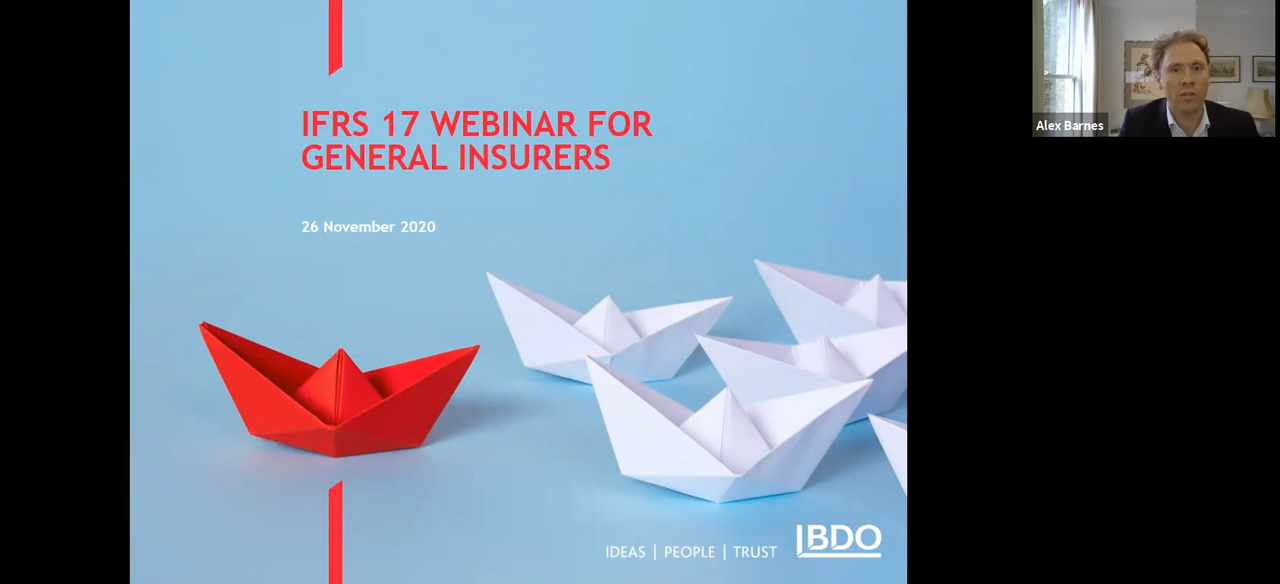 IFRS 17 WEBINAR FOR
GENERAL INSURERS
26 November 2020
IDEAS | PEOPLE | TRUST
BDO
Alex Barnes